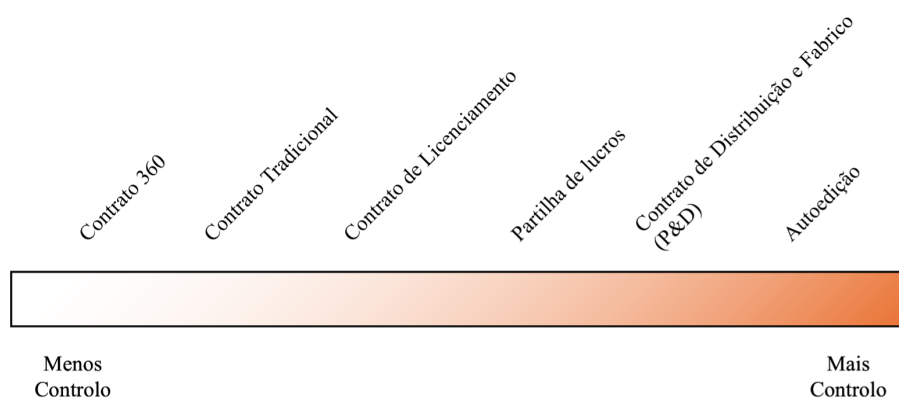 Contrato 360
Contrato Tradicional
Contrato de Licenciamento
Partilha de lucros
Contrato de Distribuição e Fabrico
(P&D)
Autoedição
Menos
Controlo
Mais
Controlo